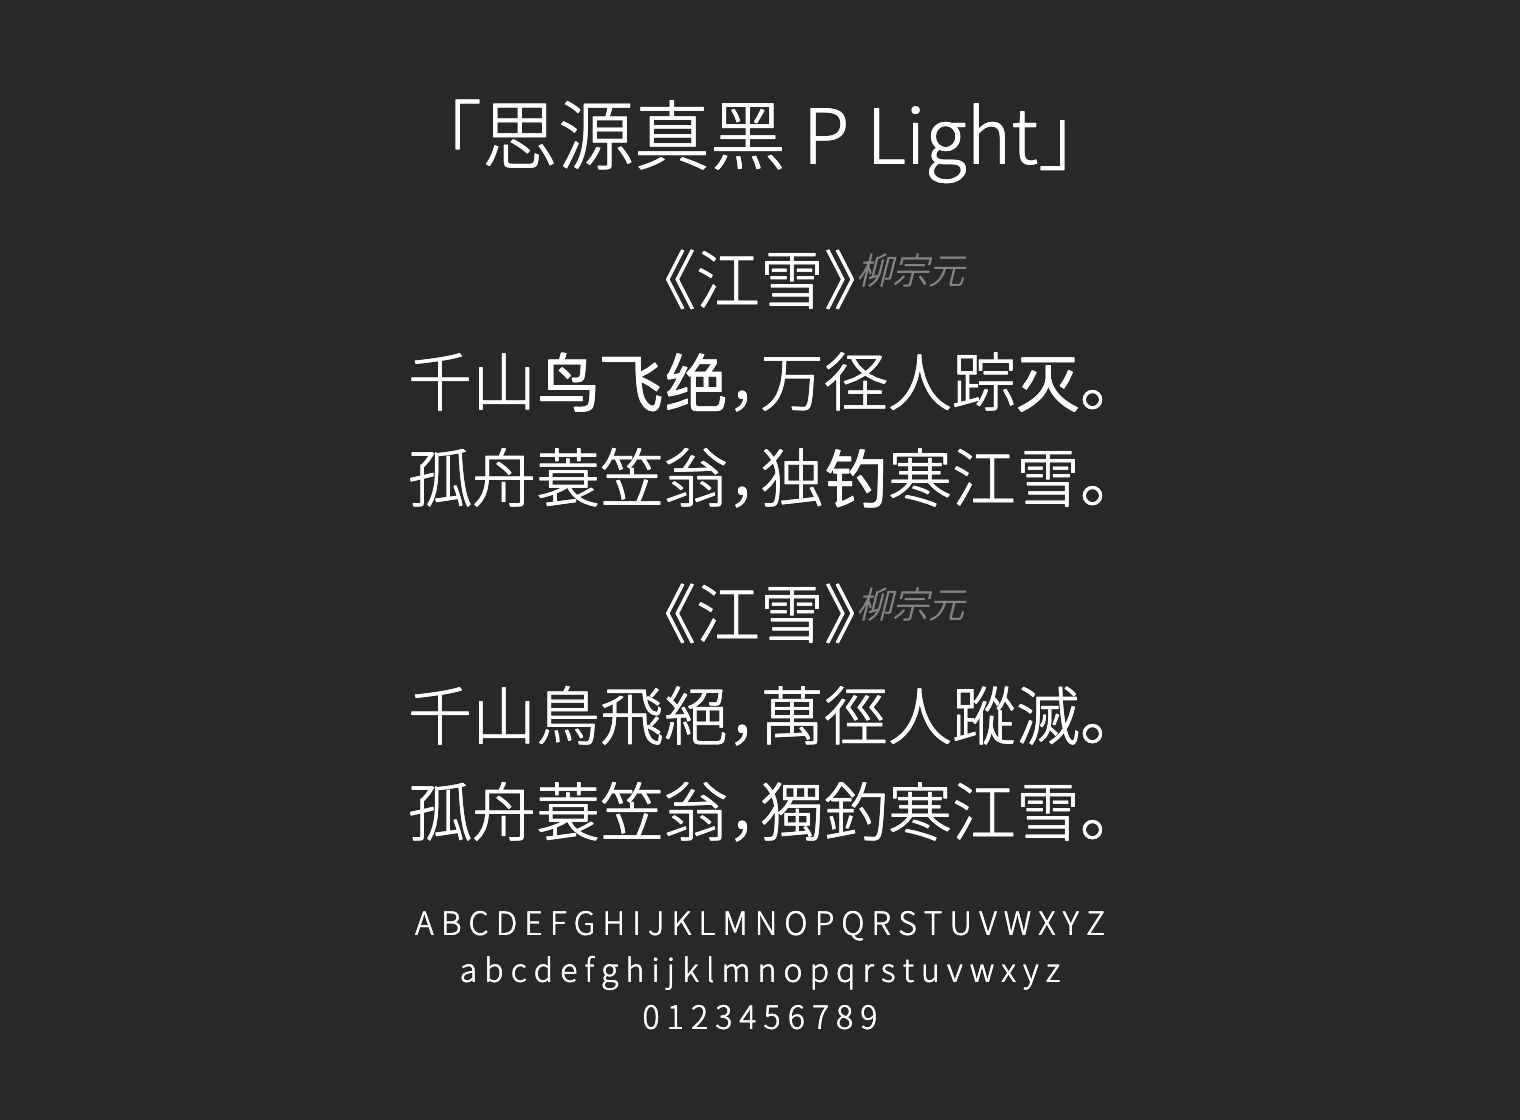 「思源真黑 P Light」
《江雪》柳宗元
千山鸟飞绝，万径人踪灭。
孤舟蓑笠翁，独钓寒江雪。
《江雪》柳宗元
千山鳥飛絕，萬徑人蹤滅。
孤舟蓑笠翁，獨釣寒江雪。
A B C D E F G H I J K L M N O P Q R S T U V W X Y Z
a b c d e f g h i j k l m n o p q r s t u v w x y z
0 1 2 3 4 5 6 7 8 9